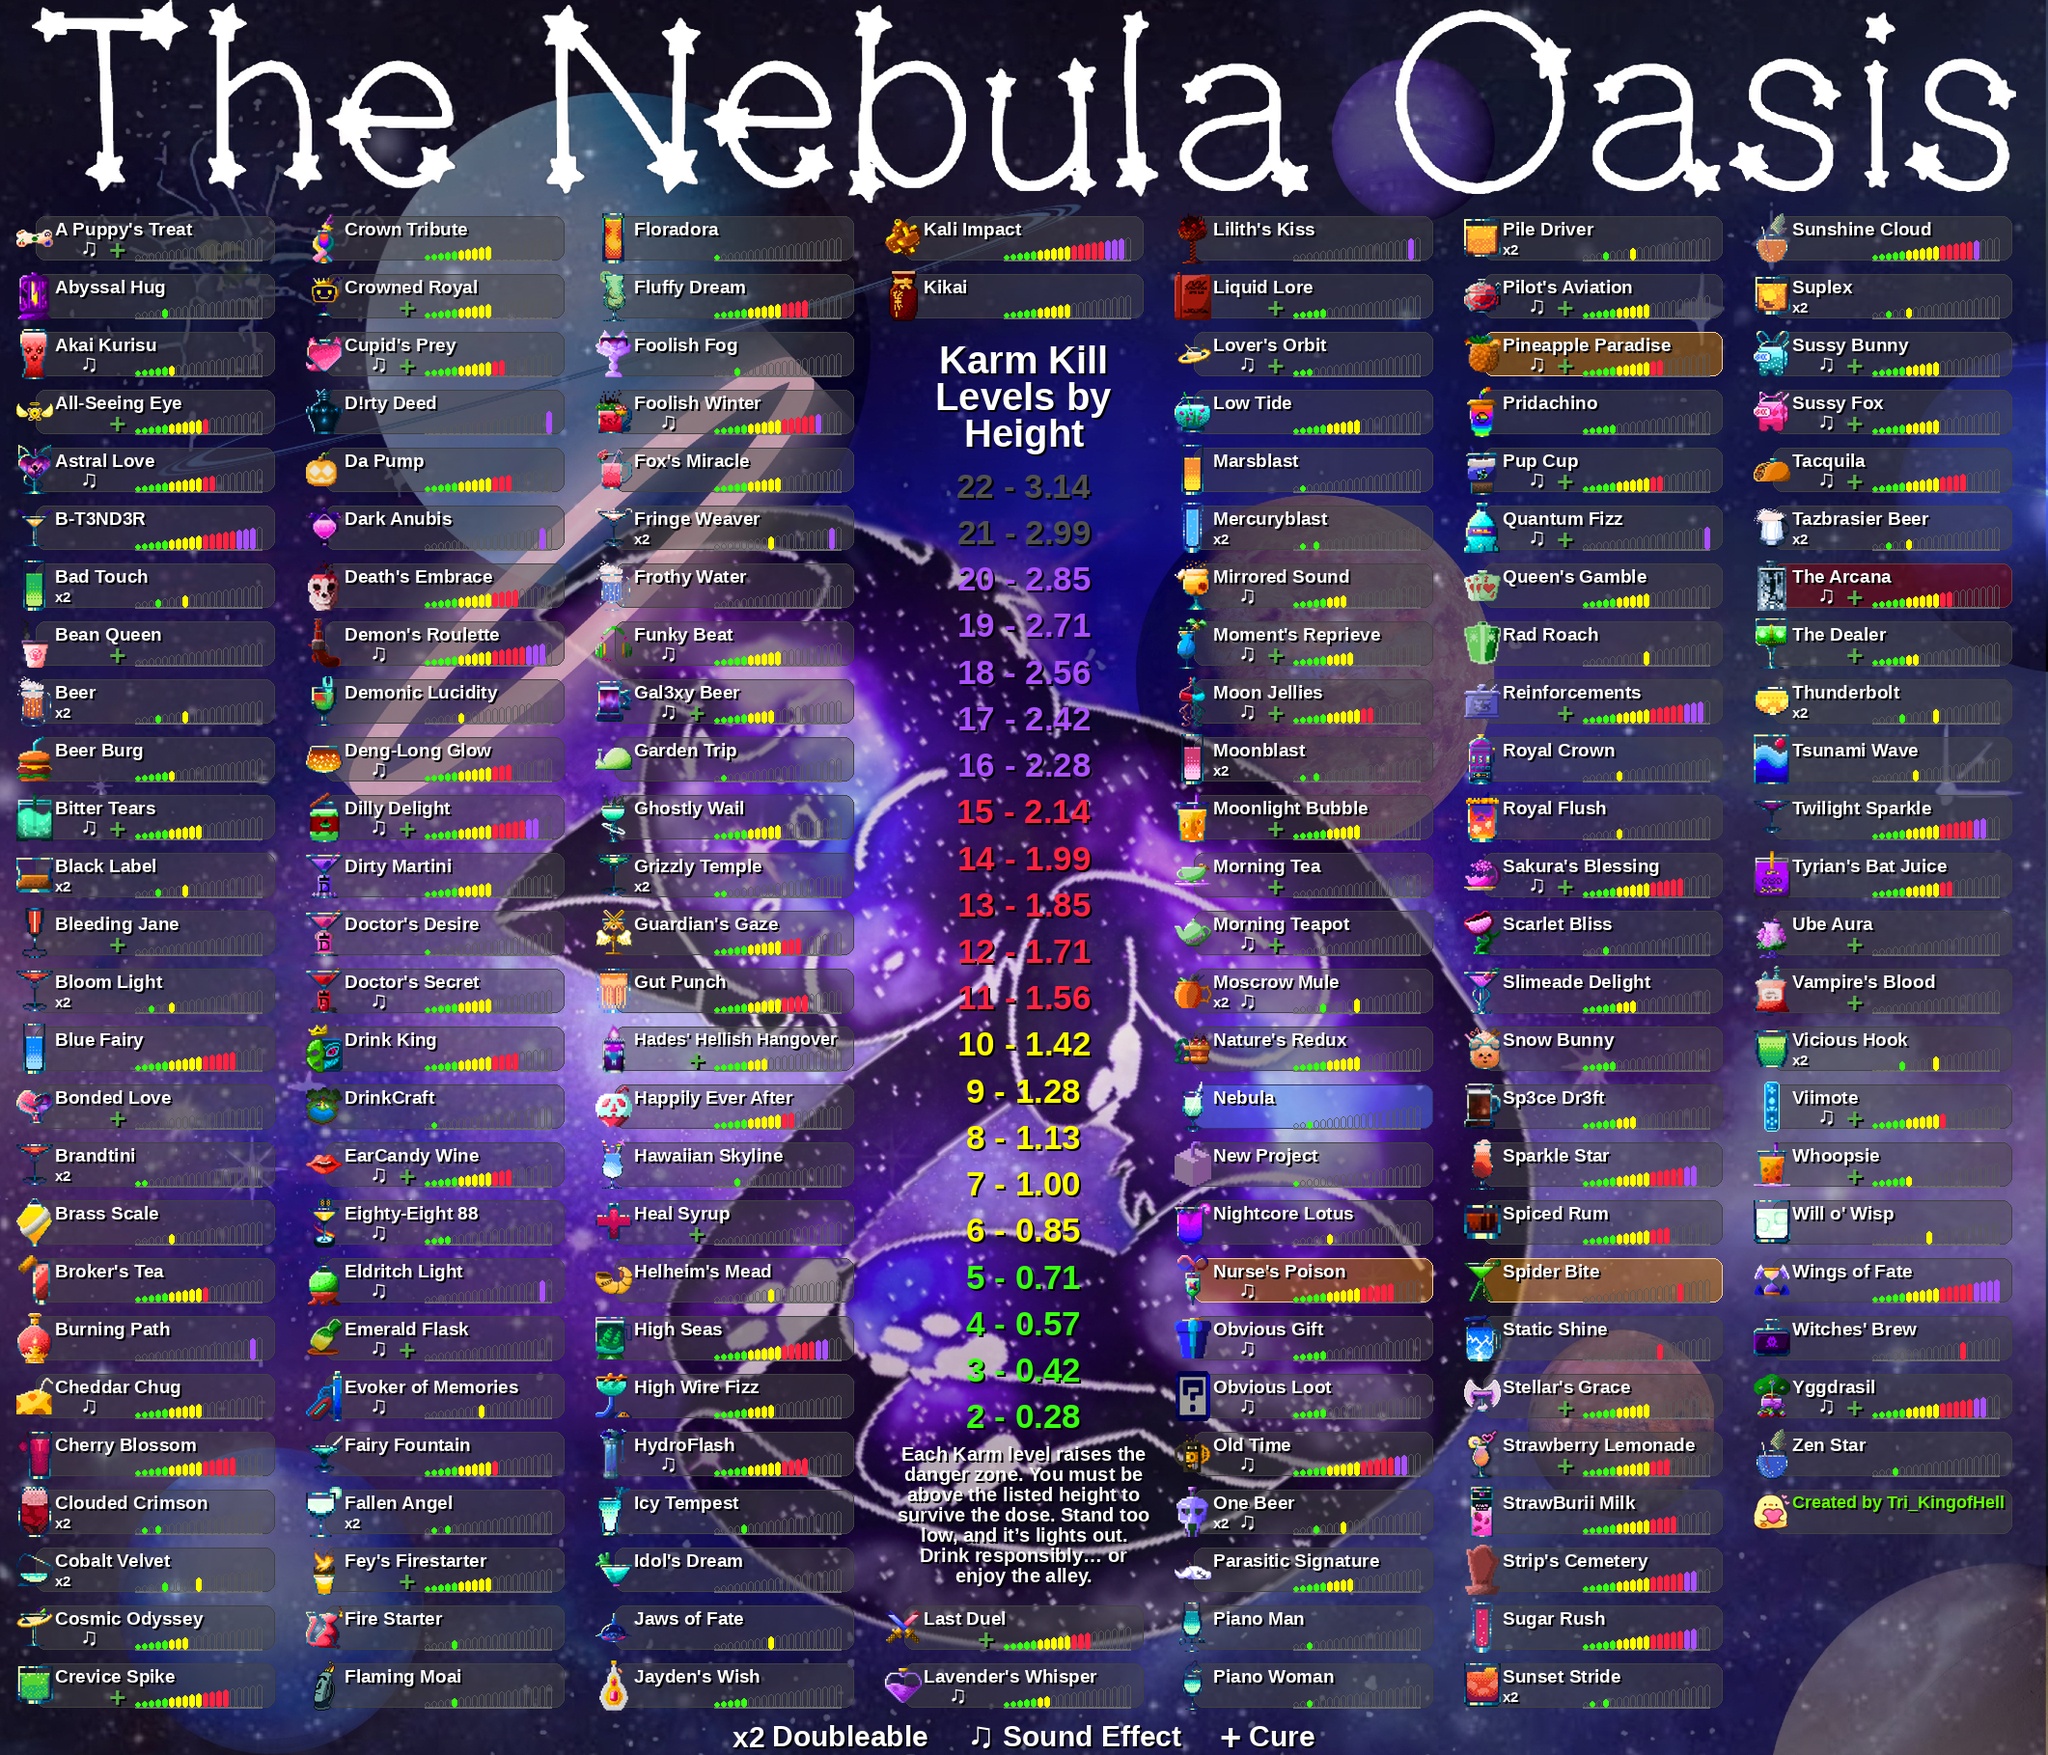 The Nebula Oasis
A Puppy's Treat
♫ +
Abyssal Hug
Akai Kurisu
♫
All-Seeing Eye
+
Astral Love
♫
B-T3ND3R
Bad Touch
x2
Bean Queen
+
Beer
x2
Beer Burg
Bitter Tears
♫ +
Black Label
x2
Bleeding Jane
+
Bloom Light
x2
Blue Fairy
Bonded Love
+
Brandtini
x2
Brass Scale
Broker's Tea
Burning Path
Cheddar Chug
♫
Cherry Blossom
Clouded Crimson
x2
Cobalt Velvet
x2
Cosmic Odyssey
♫
Crevice Spike
+
Crown Tribute
Crowned Royal
+
Cupid's Prey
♫ +
D!rty Deed
Da Pump
Dark Anubis
Death's Embrace
Demon's Roulette
♫
Demonic Lucidity
Deng-Long Glow
♫
Dilly Delight
♫ +
Dirty Martini
Doctor's Desire
Doctor's Secret
♫
Drink King
DrinkCraft
EarCandy Wine
♫ +
Eighty-Eight 88
♫
Eldritch Light
♫
Emerald Flask
♫ +
Evoker of Memories
♫
Fairy Fountain
Fallen Angel
x2
Fey's Firestarter
+
Fire Starter
Flaming Moai
Floradora
Fluffy Dream
Foolish Fog
Foolish Winter
♫
Fox's Miracle
Fringe Weaver
x2
Frothy Water
Funky Beat
♫
Gal3xy Beer
♫ +
Garden Trip
Ghostly Wail
Grizzly Temple
x2
Guardian's Gaze
Gut Punch
Hades' Hellish Hangover
+
Happily Ever After
Hawaiian Skyline
Heal Syrup
+
Helheim's Mead
High Seas
High Wire Fizz
HydroFlash
♫
Icy Tempest
Idol's Dream
Jaws of Fate
Jayden's Wish
Kali Impact
Kikai
Karm Kill
Levels by
Height
22 - 3.14
21 - 2.99
20 - 2.85
19 - 2.71
18 - 2.56
17 - 2.42
16 - 2.28
15 - 2.14
14 - 1.99
13 - 1.85
12 - 1.71
11 - 1.56
10 - 1.42
9 - 1.28
8 - 1.13
7 - 1.00
6 - 0.85
5 - 0.71
4 - 0.57
3 - 0.42
2 - 0.28
Each Karm level raises the
danger zone. You must be
above the listed height to
survive the dose. Stand too
low, and it's lights out.
Drink responsibly... or
enjoy the alley.
Last Duel
+
Lavender's Whisper
♫
Lilith's Kiss
Liquid Lore
+
Lover's Orbit
♫ +
Low Tide
Marsblast
Mercuryblast
x2
Mirrored Sound
♫
Moment's Reprieve
♫ +
Moon Jellies
♫ +
Moonblast
x2
Moonlight Bubble
+
Morning Tea
+
Morning Teapot
♫ +
Moscrow Mule
x2 ♫
Nature's Redux
Nebula
New Project
Nightcore Lotus
Nurse's Poison
♫
Obvious Gift
Obvious Loot
♫
Old Time
♫
One Beer
x2 ♫
Parasitic Signature
Piano Man
Piano Woman
Pile Driver
x2
Pilot's Aviation
♫ +
Pineapple Paradise
♫ +
Pridachino
Pup Cup
♫ +
Quantum Fizz
♫ +
Queen's Gamble
Rad Roach
Reinforcements
+
Royal Crown
Royal Flush
Sakura's Blessing
♫ +
Scarlet Bliss
Slimeade Delight
Snow Bunny
Sp3ce Dr3ft
Sparkle Star
Spiced Rum
Spider Bite
Static Shine
Stellar's Grace
+
Strawberry Lemonade
+
StrawBurii Milk
Strip's Cemetery
Sugar Rush
Sunset Stride
x2
Sunshine Cloud
Suplex
x2
Sussy Bunny
♫ +
Sussy Fox
♫ +
Tacquila
♫ +
Tazbrasier Beer
x2
The Arcana
♫ +
The Dealer
+
Thunderbolt
x2
Tsunami Wave
Twilight Sparkle
Tyrian's Bat Juice
Ube Aura
+
Vampire's Blood
+
Vicious Hook
x2
Viimote
♫ +
Whoopsie
+
Will o' Wisp
Wings of Fate
Witches' Brew
Yggdrasil
♫ +
Zen Star
Created by Tri_KingofHell
x2 Doubleable ♫ Sound Effect + Cure